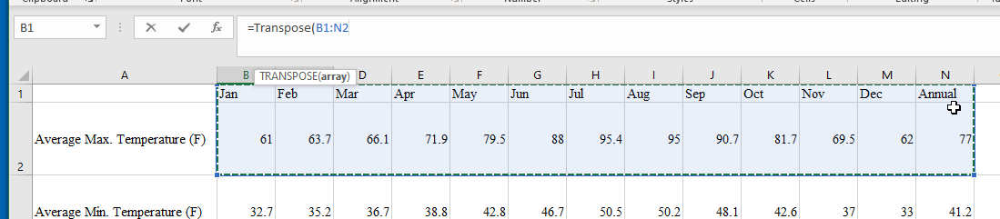 Clipboard Font Alignment Number Styles Cells Editing
B1 fx =Transpose(B1:N2
TRANSPOSE(array)
A B D E F G H I J K L M N
1 Jan Feb Mar Apr May Jun Jul Aug Sep Oct Nov Dec Annual
2 Average Max. Temperature (F) 61 63.7 66.1 71.9 79.5 88 95.4 95 90.7 81.7 69.5 62 77
Average Min. Temperature (F) 32.7 35.2 36.7 38.8 42.8 46.7 50.5 50.2 48.1 42.6 37 33 41.2